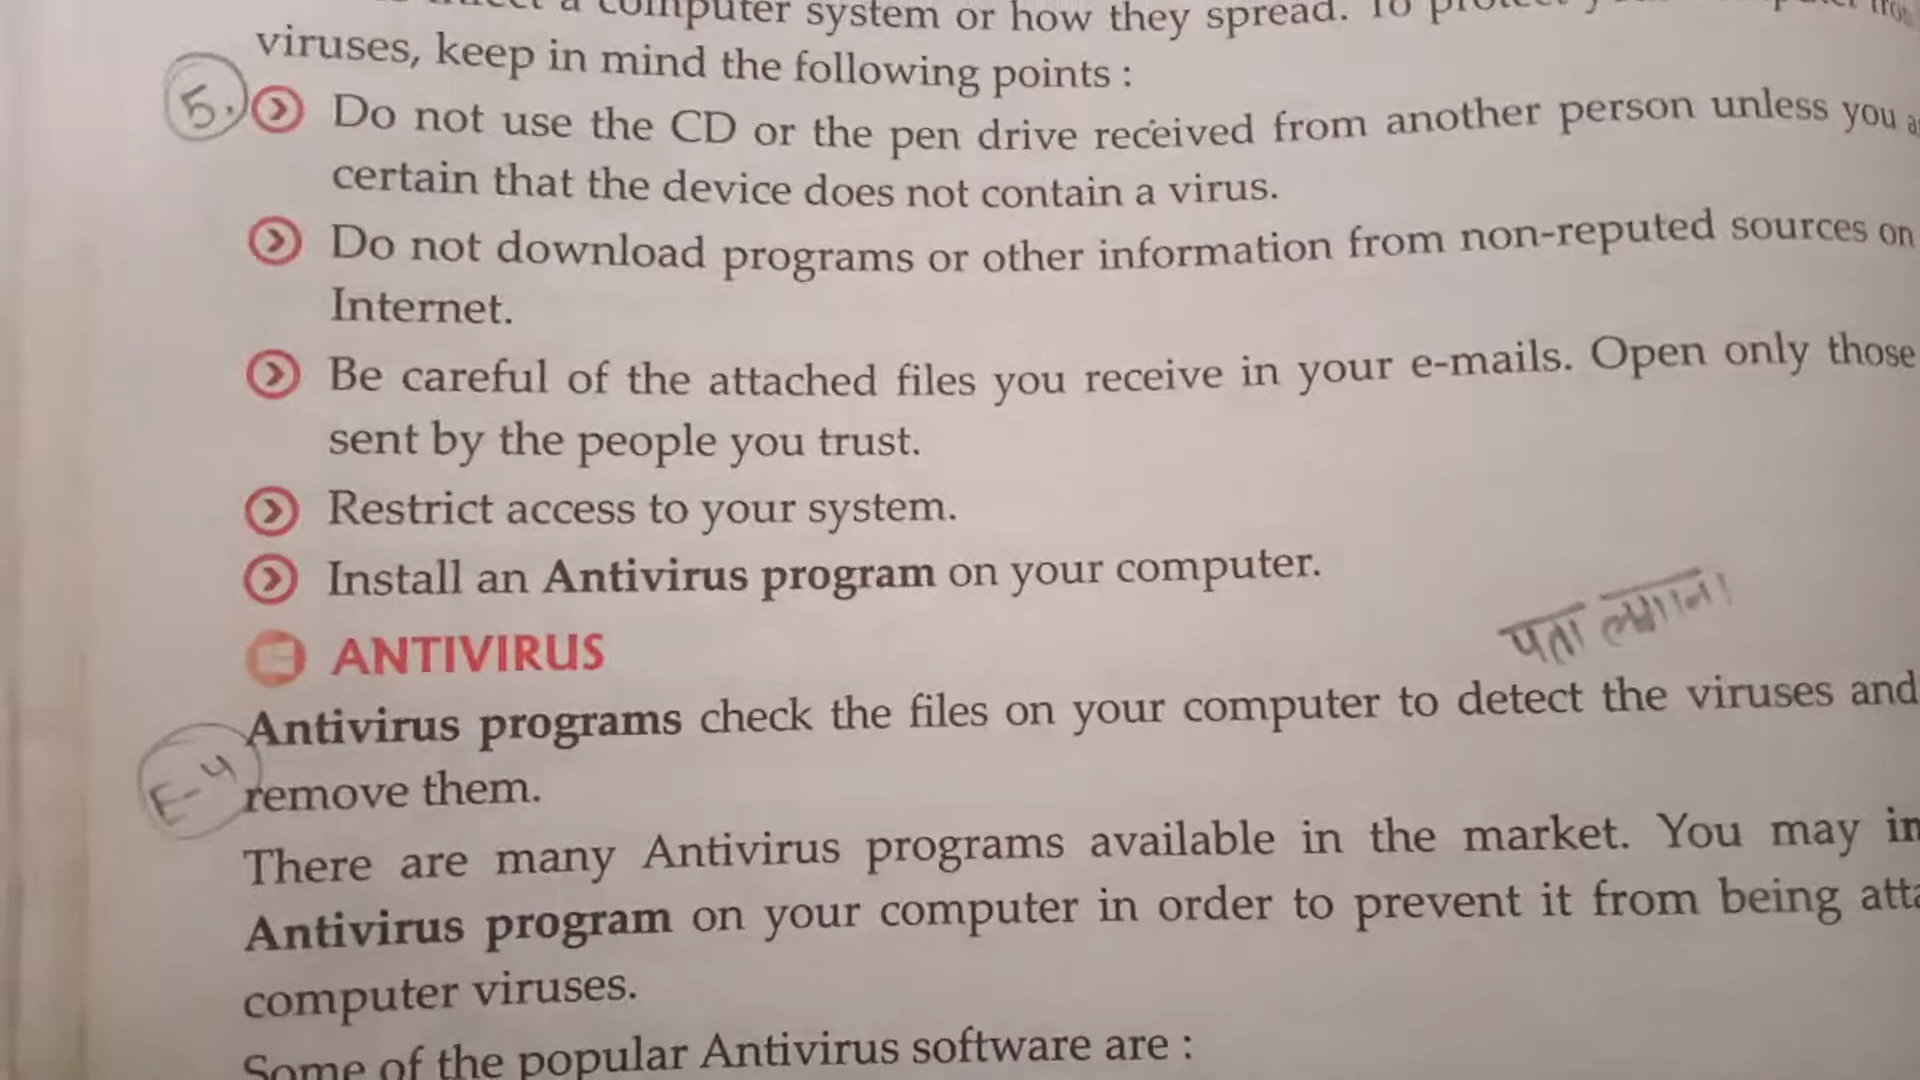 a computer system or how they spread. To
viruses, keep in mind the following points :
5. Do not use the CD or the pen drive received from another person unless you
certain that the device does not contain a virus.
Do not download programs or other information from non-reputed sources on
Internet.
Be careful of the attached files you receive in your e-mails. Open only those
sent by the people you trust.
Restrict access to your system.
Install an Antivirus program on your computer.
पता लगाना
ANTIVIRUS
Antivirus programs check the files on your computer to detect the viruses and
E-4 remove them.
There are many Antivirus programs available in the market. You may
Antivirus program on your computer in order to prevent it from being
computer viruses.
Some of the popular Antivirus software are :